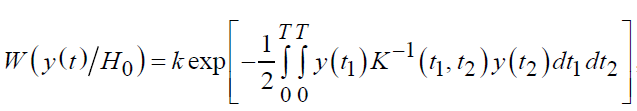 W(y(t)/H₀) = k exp[−1/2 ∫₀ᵀ ∫₀ᵀ y(t₁) K⁻¹(t₁, t₂) y(t₂) dt₁ dt₂]